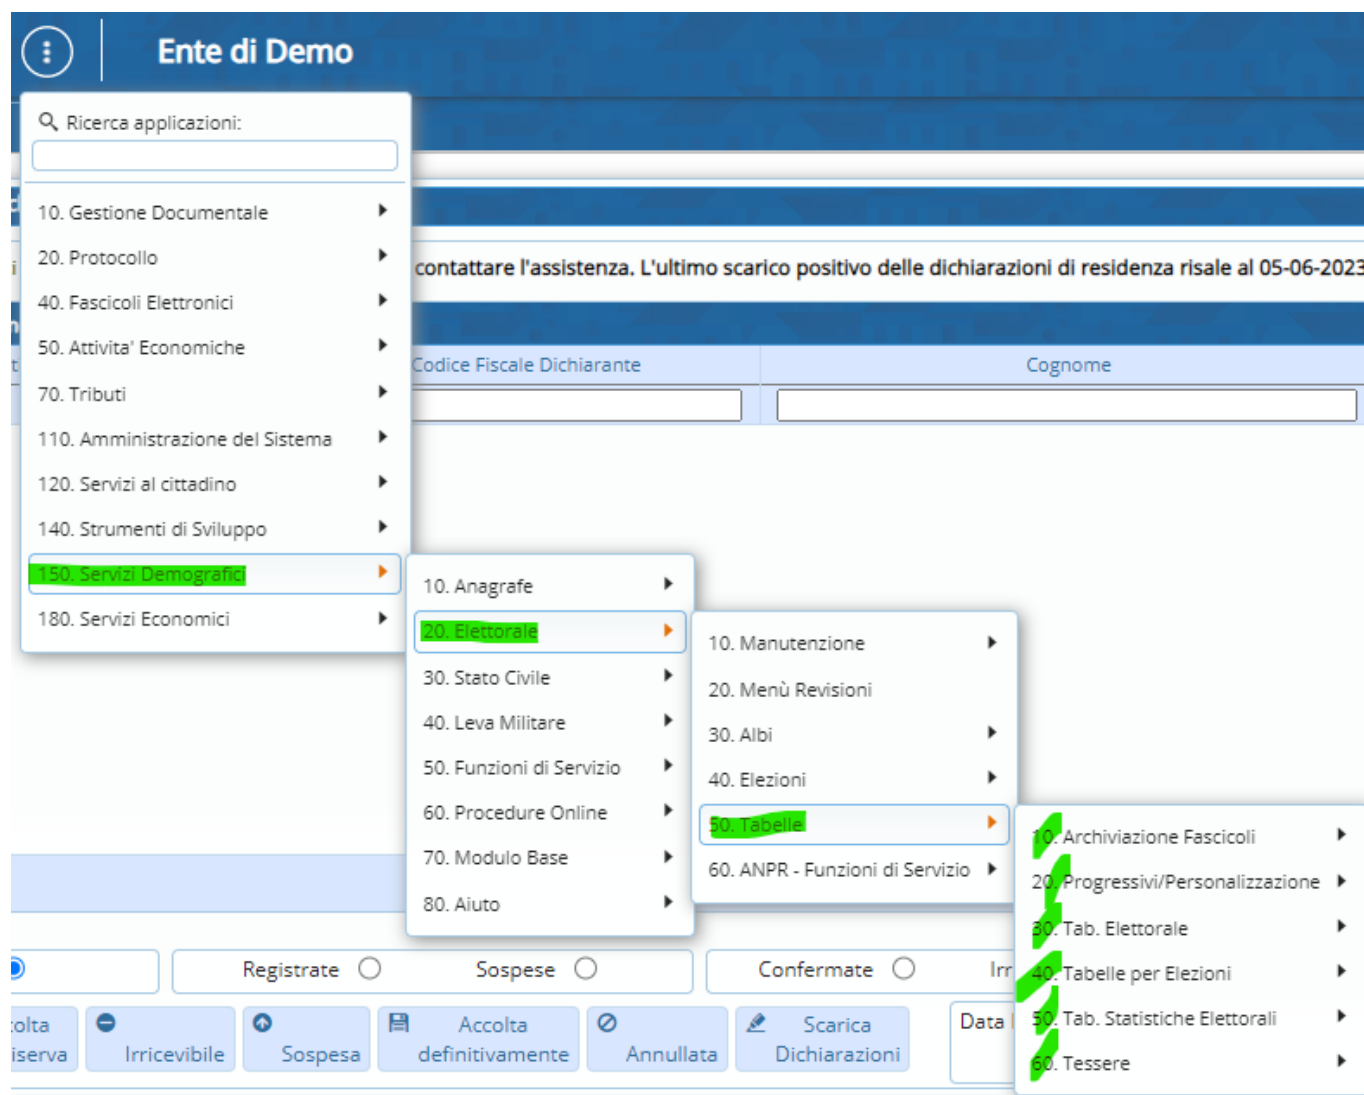 Ente di Demo
Ricerca applicazioni:
10. Gestione Documentale
20. Protocollo
40. Fascicoli Elettronici
50. Attivita' Economiche
70. Tributi
110. Amministrazione del Sistema
120. Servizi al cittadino
140. Strumenti di Sviluppo
150. Servizi Demografici
180. Servizi Economici
contattare l'assistenza. L'ultimo scarico positivo delle dichiarazioni di residenza risale al 05-06-2023
Codice Fiscale Dichiarante
Cognome
10. Anagrafe
20. Elettorale
30. Stato Civile
40. Leva Militare
50. Funzioni di Servizio
60. Procedure Online
70. Modulo Base
80. Aiuto
10. Manutenzione
20. Menù Revisioni
30. Albi
40. Elezioni
50. Tabelle
60. ANPR - Funzioni di Servizio
10. Archiviazione Fascicoli
20. Progressivi/Personalizzazione
30. Tab. Elettorale
40. Tabelle per Elezioni
50. Tab. Statistiche Elettorali
60. Tessere
Registrate
Sospese
Confermate
Irr
olta
iserva
Irricevibile
Sospesa
Accolta
definitivamente
Annullata
Scarica
Dichiarazioni
Data